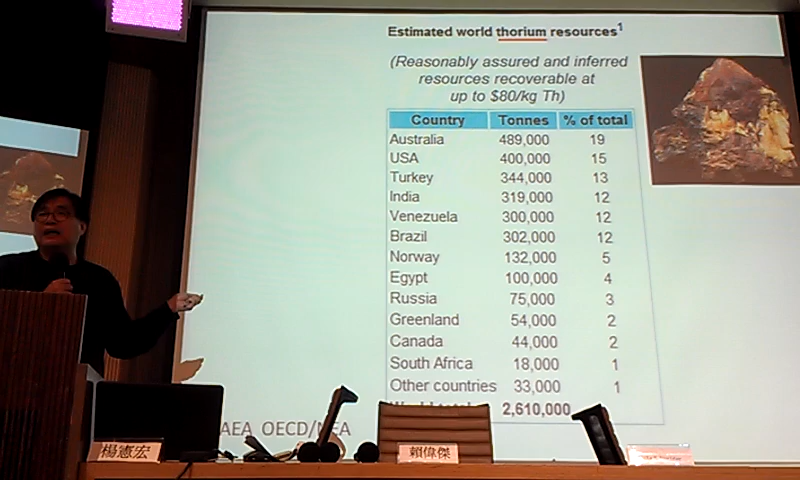 Estimated world thorium resources¹
(Reasonably assured and inferred
resources recoverable at
up to $80/kg Th)
Country Tonnes % of total
Australia 489,000 19
USA 400,000 15
Turkey 344,000 13
India 319,000 12
Venezuela 300,000 12
Brazil 302,000 12
Norway 132,000 5
Egypt 100,000 4
Russia 75,000 3
Greenland 54,000 2
Canada 44,000 2
South Africa 18,000 1
Other countries 33,000 1
2,610,000
AEA OECD/NEA
楊憲宏
賴偉傑